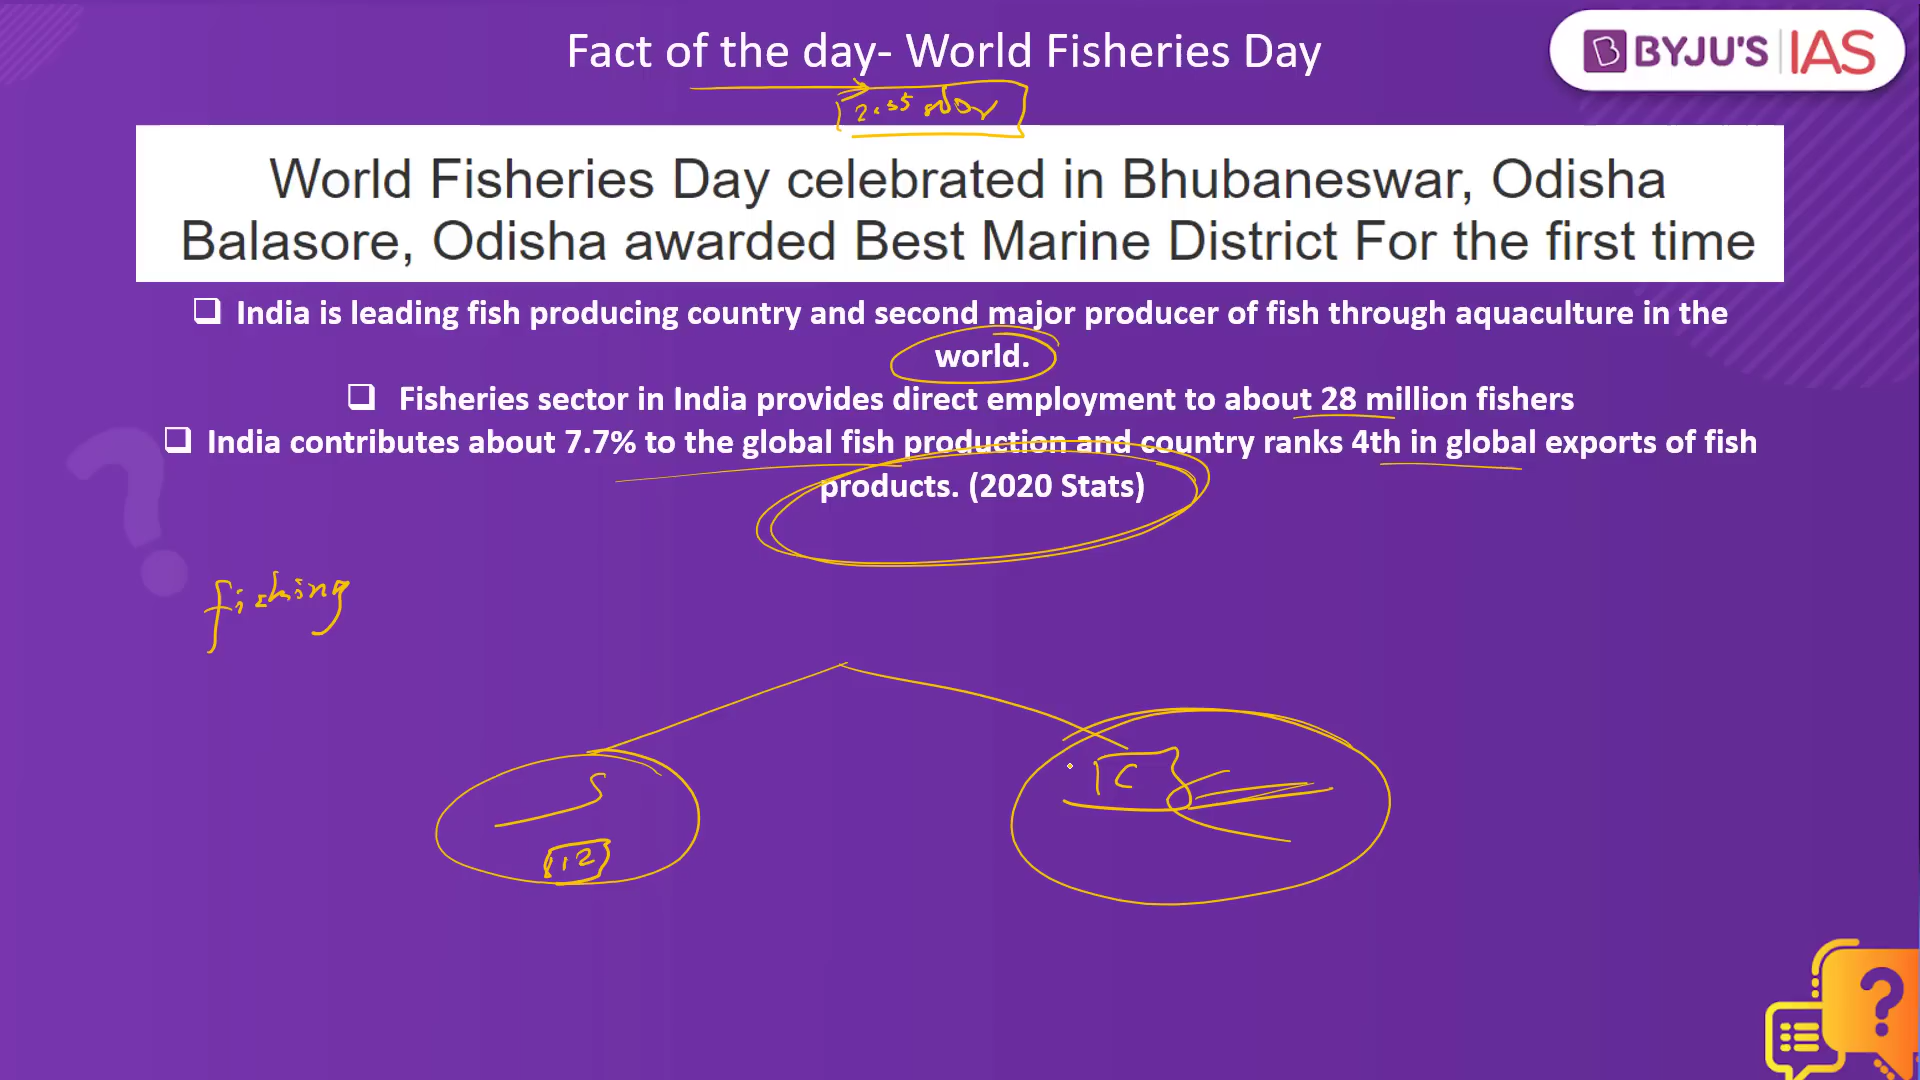 Fact of the day- World Fisheries Day
BYJU'S IAS
World Fisheries Day celebrated in Bhubaneswar, Odisha
Balasore, Odisha awarded Best Marine District For the first time
❑ India is leading fish producing country and second major producer of fish through aquaculture in the
world.
❑ Fisheries sector in India provides direct employment to about 28 million fishers
❑ India contributes about 7.7% to the global fish production and country ranks 4th in global exports of fish
products. (2020 Stats)
fishing